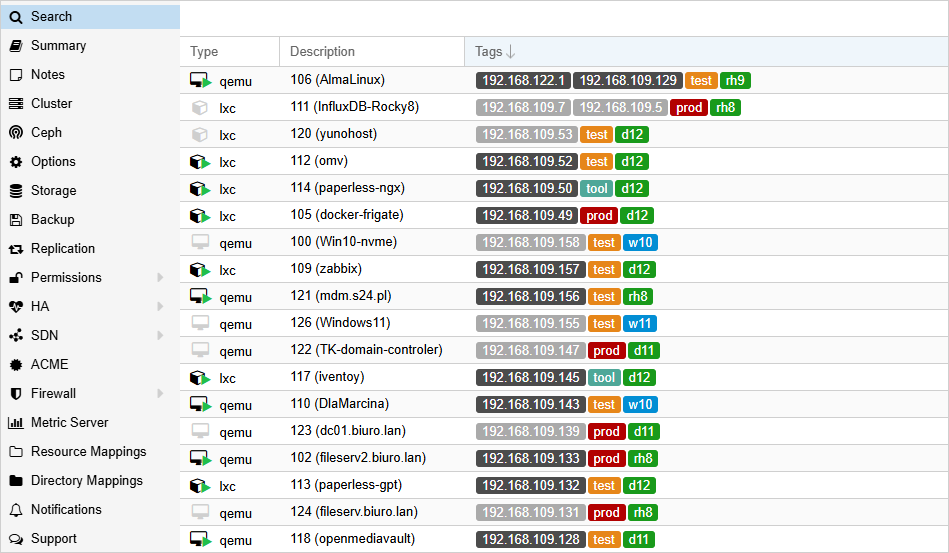 Search
Summary
Notes
Cluster
Ceph
Options
Storage
Backup
Replication
Permissions
HA
SDN
ACME
Firewall
Metric Server
Resource Mappings
Directory Mappings
Notifications
Support
Type Description Tags
qemu 106 (AlmaLinux) 192.168.122.1 192.168.109.129 test rh9
lxc 111 (InfluxDB-Rocky8) 192.168.109.7 192.168.109.5 prod rh8
lxc 120 (yunohost) 192.168.109.53 test d12
lxc 112 (omv) 192.168.109.52 test d12
lxc 114 (paperless-ngx) 192.168.109.50 tool d12
lxc 105 (docker-frigate) 192.168.109.49 prod d12
qemu 100 (Win10-nvme) 192.168.109.158 test w10
lxc 109 (zabbix) 192.168.109.157 test d12
qemu 121 (mdm.s24.pl) 192.168.109.156 test rh8
qemu 126 (Windows11) 192.168.109.155 test w11
qemu 122 (TK-domain-controler) 192.168.109.147 prod d11
lxc 117 (iventoy) 192.168.109.145 tool d12
qemu 110 (DlaMarcina) 192.168.109.143 test w10
qemu 123 (dc01.biuro.lan) 192.168.109.139 prod d11
qemu 102 (fileserv2.biuro.lan) 192.168.109.133 prod rh8
lxc 113 (paperless-gpt) 192.168.109.132 test d12
qemu 124 (fileserv.biuro.lan) 192.168.109.131 prod rh8
qemu 118 (openmediavault) 192.168.109.128 test d11